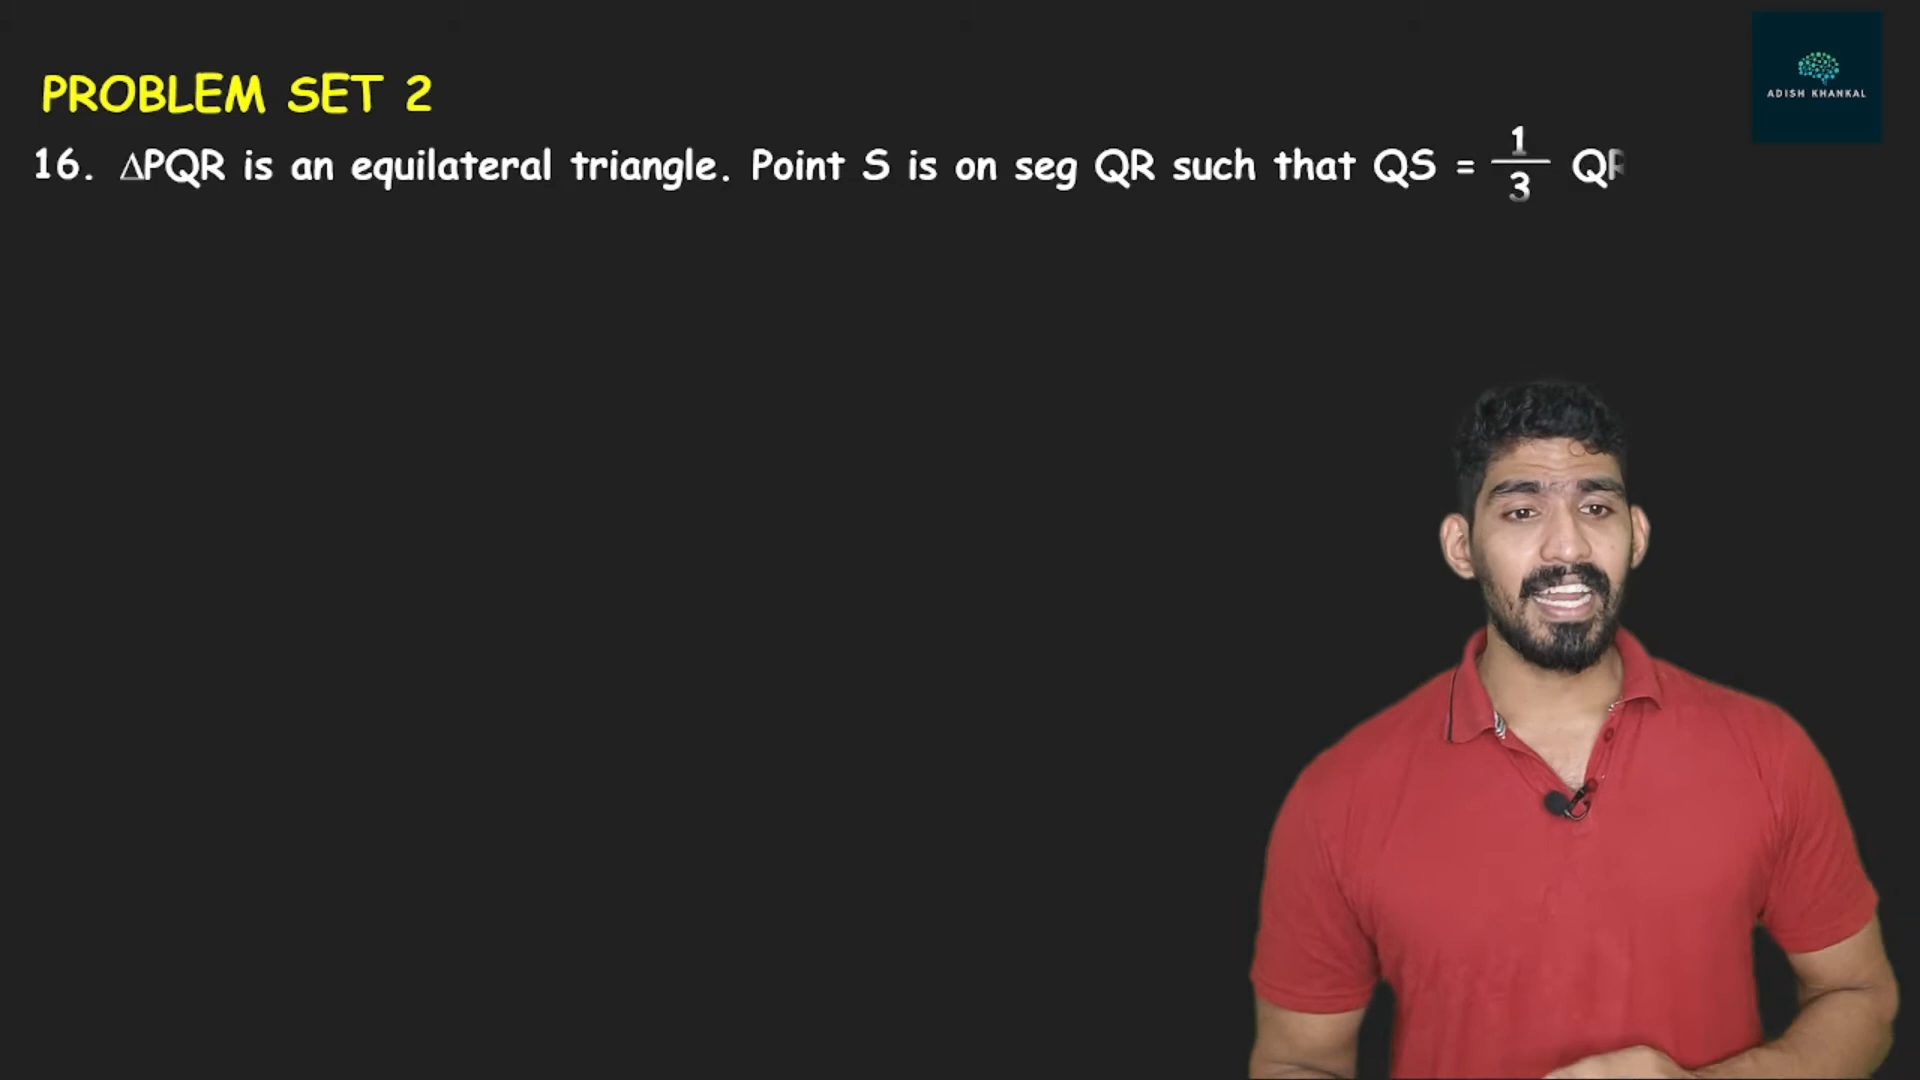 ADISH KHANKAL
PROBLEM SET 2
16. ΔPQR is an equilateral triangle. Point S is on seg QR such that QS = 1/3 QR